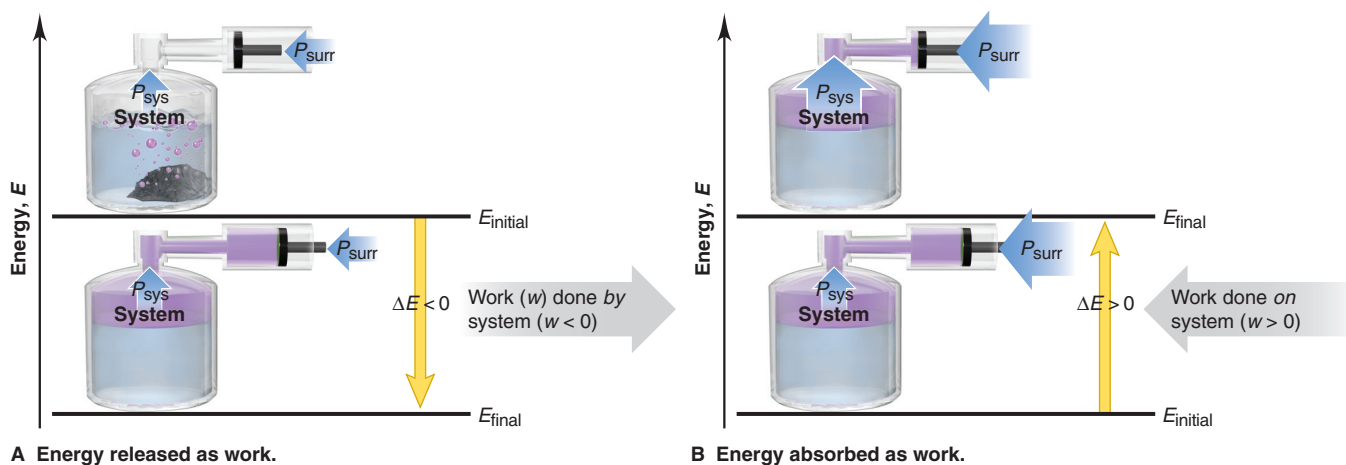 Energy, E
P_surr
P_sys
System
E_initial
P_surr
P_sys
System
ΔE < 0
Work (w) done by
system (w < 0)
E_final
A Energy released as work.
Energy, E
P_surr
P_sys
System
E_final
P_surr
P_sys
System
ΔE > 0
Work done on
system (w > 0)
E_initial
B Energy absorbed as work.